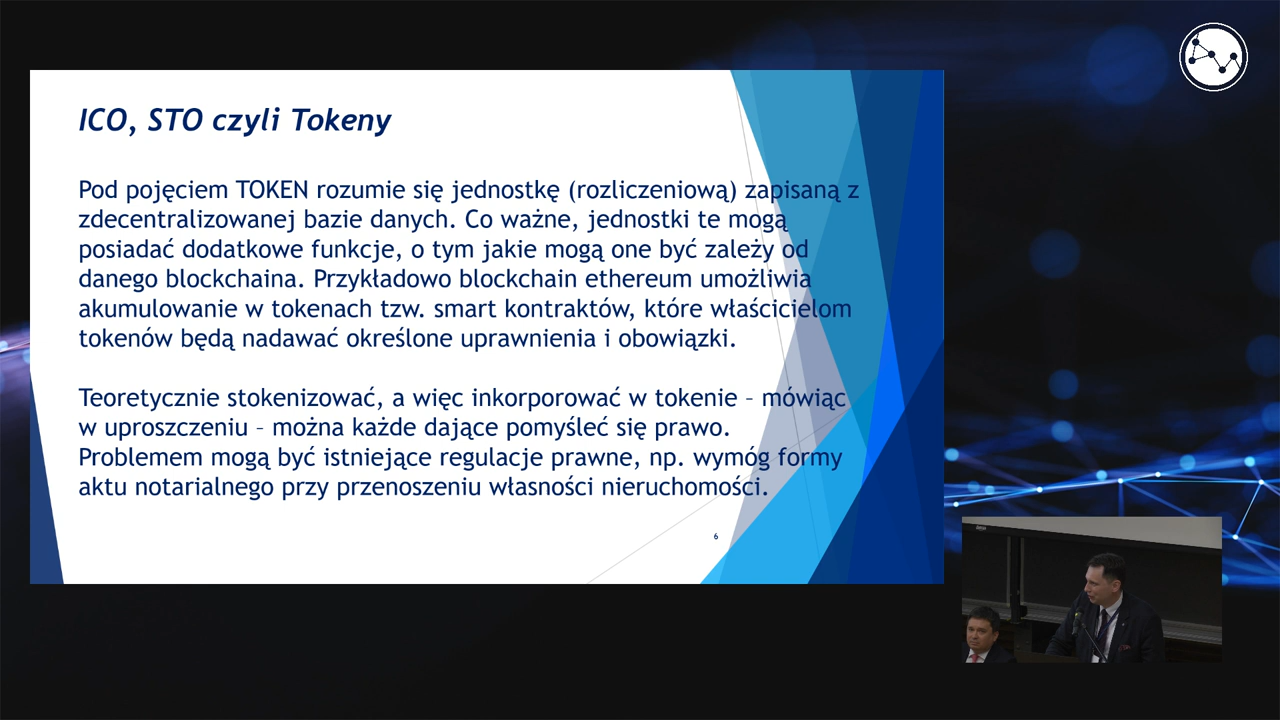 ICO, STO czyli Tokeny
Pod pojęciem TOKEN rozumie się jednostkę (rozliczeniową) zapisaną z
zdecentralizowanej bazie danych. Co ważne, jednostki te mogą
posiadać dodatkowe funkcje, o tym jakie mogą one być zależy od
danego blockchaina. Przykładowo blockchain ethereum umożliwia
akumulowanie w tokenach tzw. smart kontraktów, które właścicielom
tokenów będą nadawać określone uprawnienia i obowiązki.
Teoretycznie stokenizować, a więc inkorporować w tokenie – mówiąc
w uproszczeniu – można każde dające pomyśleć się prawo.
Problemem mogą być istniejące regulacje prawne, np. wymóg formy
aktu notarialnego przy przenoszeniu własności nieruchomości.
6